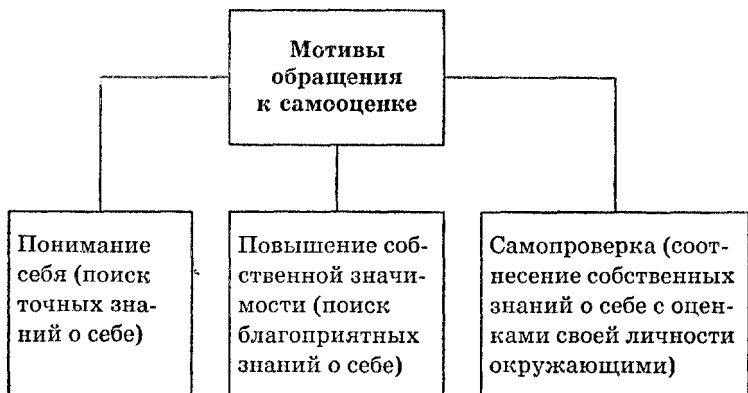 Мотивы
обращения
к самооценке
Понимание
себя (поиск
точных зна-
ний о себе)
Повышение соб-
ственной значи-
мости (поиск
благоприятных
знаний о себе)
Самопроверка (соот-
несение собственных
знаний о себе с оцен-
ками своей личности
окружающими)